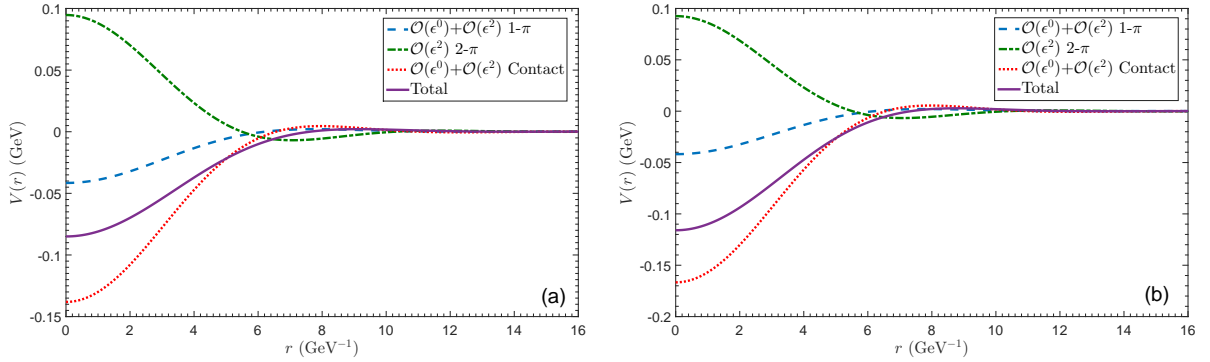 0.1
0.05
0
-0.05
-0.1
-0.15
V(r) (GeV)
0 2 4 6 8 10 12 14 16
r (GeV⁻¹)
𝒪(ϵ⁰)+𝒪(ϵ²) 1-π
𝒪(ϵ²) 2-π
𝒪(ϵ⁰)+𝒪(ϵ²) Contact
Total
(a)
0.1
0.05
0
-0.05
-0.1
-0.15
-0.2
V(r) (GeV)
0 2 4 6 8 10 12 14 16
r (GeV⁻¹)
𝒪(ϵ⁰)+𝒪(ϵ²) 1-π
𝒪(ϵ²) 2-π
𝒪(ϵ⁰)+𝒪(ϵ²) Contact
Total
(b)